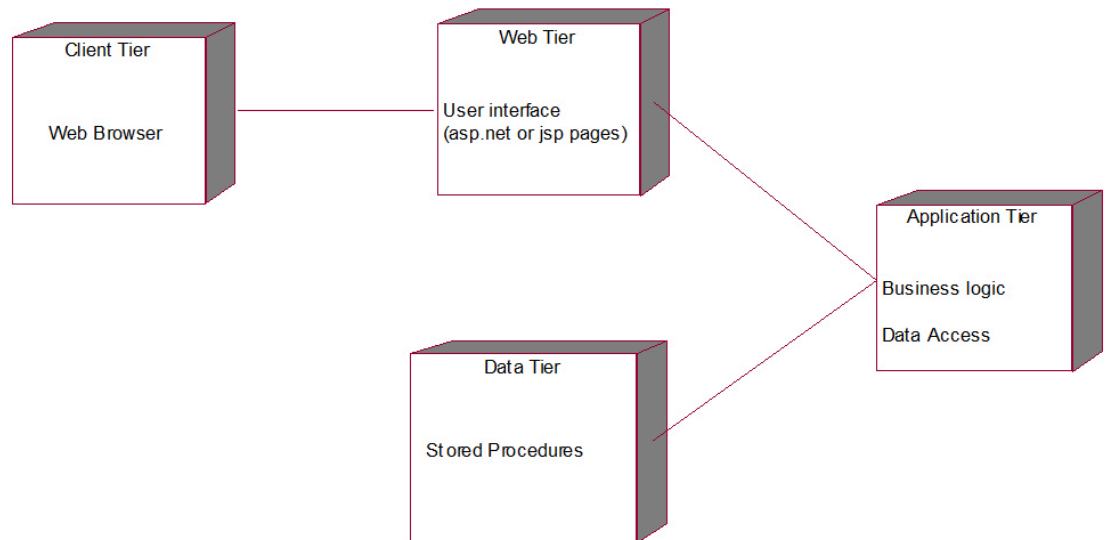 Client Tier
Web Browser
Web Tier
User interface
(asp.net or jsp pages)
Application Tier
Business logic
Data Access
Data Tier
Stored Procedures